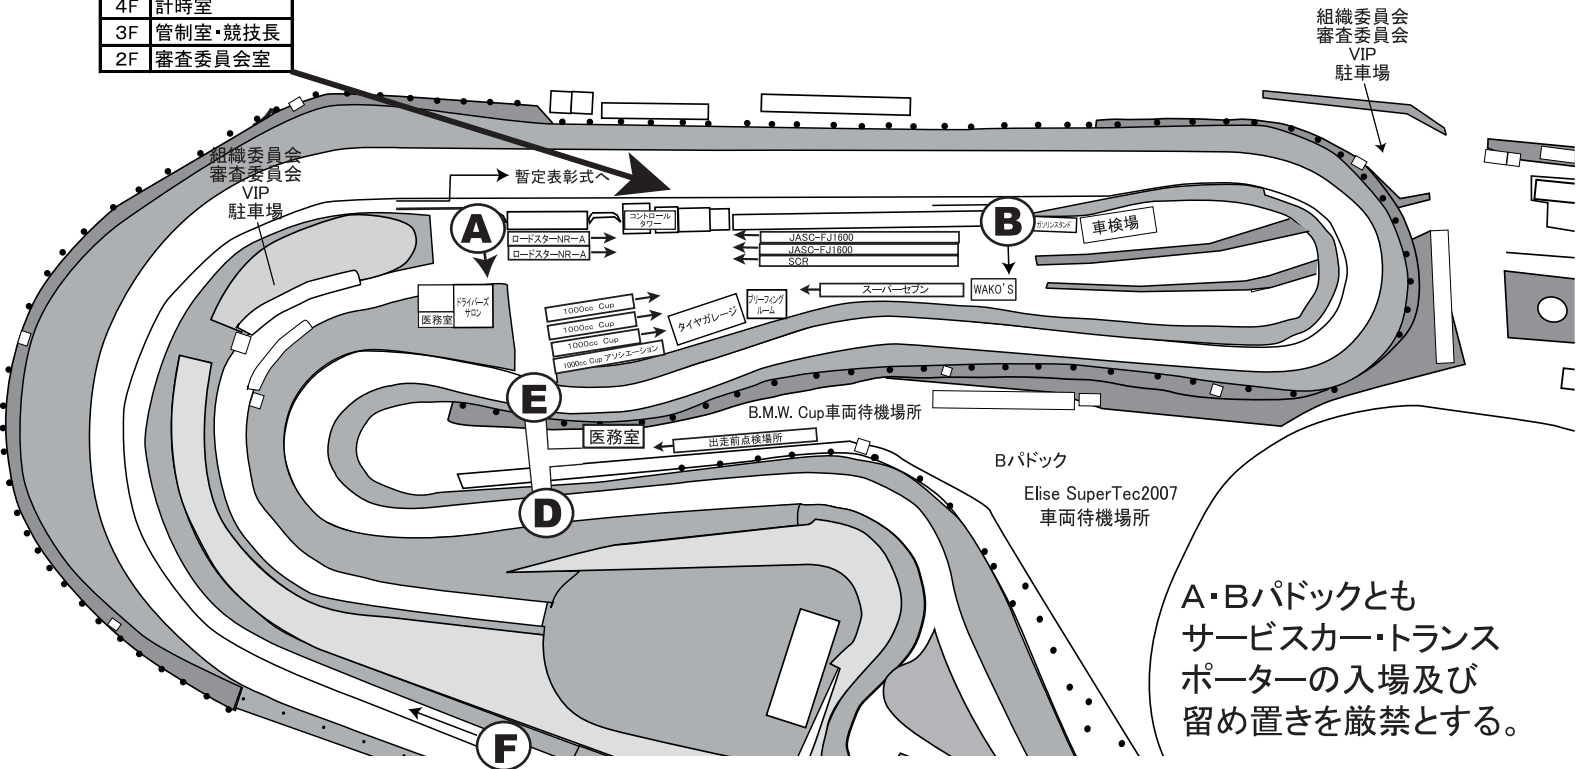 4F 計時室
3F 管制室・競技長
2F 審査委員会室
組織委員会
審査委員会
VIP
駐車場
組織委員会
審査委員会
VIP
駐車場
暫定表彰式へ
A
コントロール
タワー
B
ガソリンスタンド
車検場
ロードスターNR-A
ロードスターNR-A
JASC-FJ1600
JASC-FJ1600
SCR
医務室
ドライバーズ
サロン
1000cc Cup
1000cc Cup
1000cc Cup
1000cc Cup アソシエーション
タイヤガレージ
ブリーフィング
ルーム
スーパーセブン
WAKO'S
E
B.M.W. Cup車両待機場所
医務室
出走前点検場所
Bパドック
D
Elise SuperTec2007
車両待機場所
A・Bパドックとも
サービスカー・トランス
ポーターの入場及び
留め置きを厳禁とする。
F